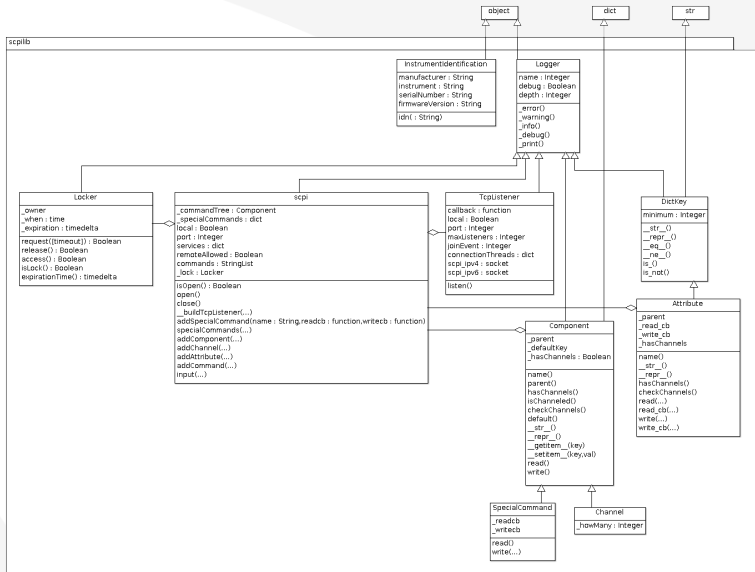 object
dict
str
scpilib
InstrumentIdentification
manufacturer : String
instrument : String
serialNumber : String
firmwareVersion : String
idn( : String)
Logger
name : Integer
debug : Boolean
depth : Integer
_error()
_warning()
_info()
_debug()
_print()
Locker
_owner
_when : time
_expiration : timedelta
request([timeout]) : Boolean
release() : Boolean
access() : Boolean
isLock() : Boolean
expirationTime() : timedelta
scpi
_commandTree : Component
_specialCommands : dict
local : Boolean
port : Integer
services : dict
remoteAllowed : Boolean
commands : StringList
_lock : Locker
isOpen() : Boolean
open()
close()
__buildTcpListener(...)
addSpecialCommand(name : String,readcb : function,writecb : function)
specialCommands(...)
addComponent(...)
addChannel(...)
addAttribute(...)
addCommand(...)
input(...)
TcpListener
callback : function
local : Boolean
port : Integer
maxListeners : Integer
joinEvent : Integer
connectionThreads : dict
scpi_ipv4 : socket
scpi_ipv6 : socket
listen()
DictKey
minimum : Integer
__str__()
__repr__()
__eq__()
__ne__()
is_()
is_not()
Attribute
_parent
_read_cb
_write_cb
_hasChannels
name()
__str__()
__repr__()
hasChannels()
checkChannels()
read(...)
read_cb(...)
write(...)
write_cb(...)
Component
_parent
_defaultKey
_hasChannels : Boolean
name()
parent()
hasChannels()
isChanneled()
checkChannels()
default()
__str__()
__repr__()
__getitem__(key)
__setitem__(key,val)
read()
write()
SpecialCommand
_readcb
_writecb
read()
write(...)
Channel
_howMany : Integer